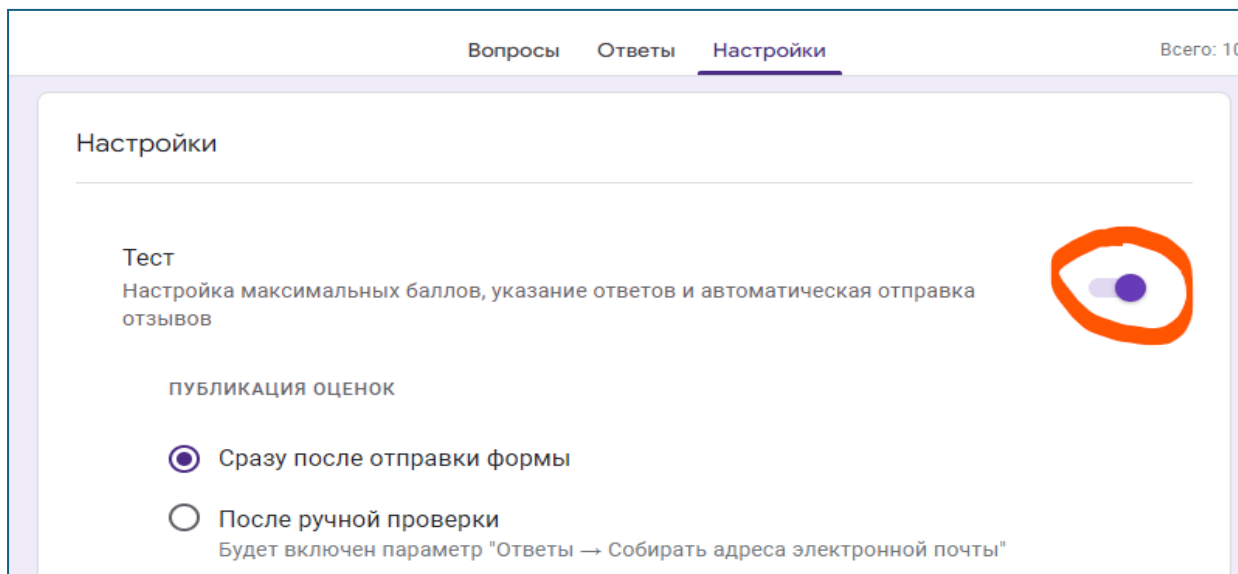 Вопросы Ответы Настройки Всего: 10
Настройки
Тест
Настройка максимальных баллов, указание ответов и автоматическая отправка
отзывов
ПУБЛИКАЦИЯ ОЦЕНОК
Сразу после отправки формы
После ручной проверки
Будет включен параметр "Ответы → Собирать адреса электронной почты"